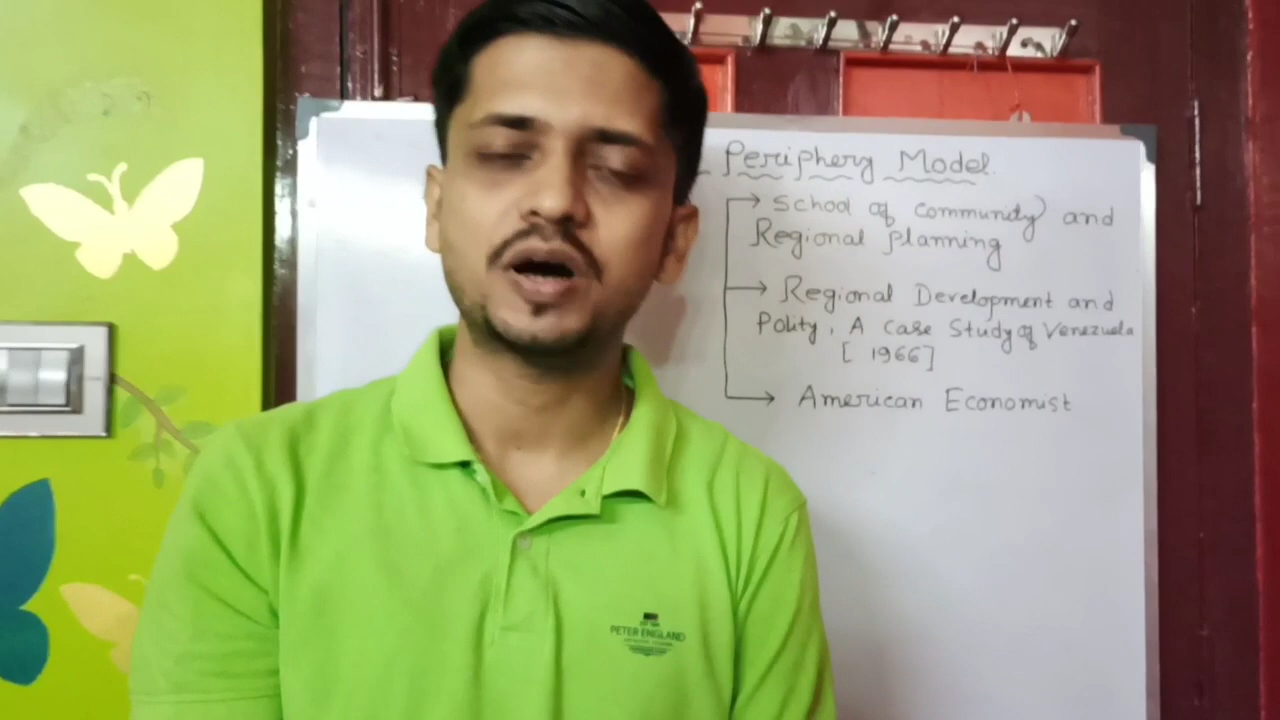 Periphery Model.
→ School of Community and
Regional planning
→ Regional Development and
Polity, A Case Study of Venezuela
[ 1966]
→ American Economist
PETER ENGLAND